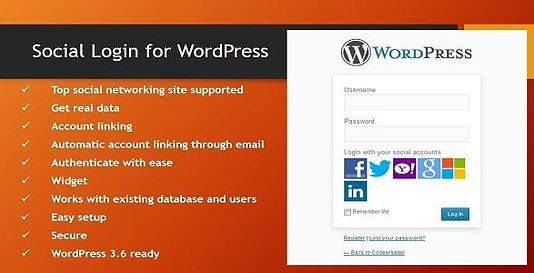 Social Login for WordPress
Top social networking site supported
Get real data
Account linking
Automatic account linking through email
Authenticate with ease
Widget
Works with existing database and users
Easy setup
Secure
WordPress 3.6 ready
WORDPRESS
Username
Password
Login with your social accounts
Remember Me
Log In
Register | Lost your password?
← Back to